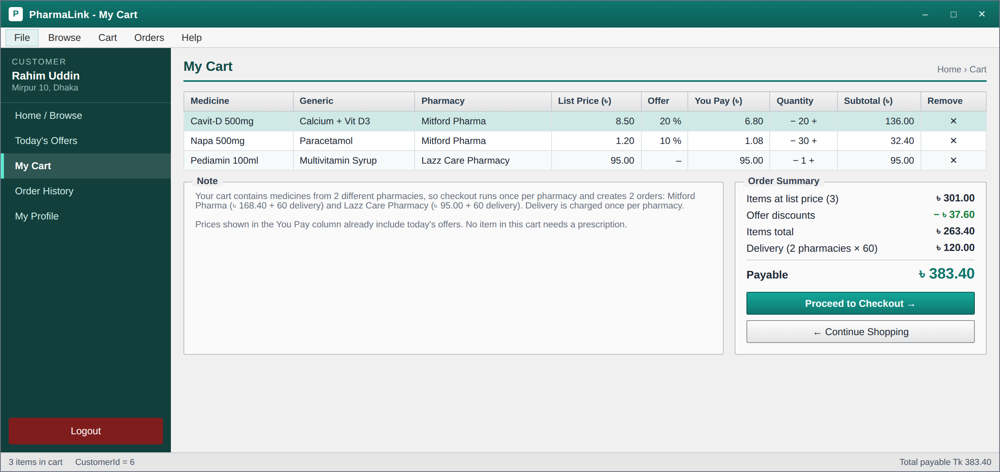 P PharmaLink - My Cart – □ ✕
File Browse Cart Orders Help
CUSTOMER
Rahim Uddin
Mirpur 10, Dhaka
Home / Browse
Today's Offers
My Cart
Order History
My Profile
Logout
My Cart
Home › Cart
Medicine Generic Pharmacy List Price (৳) Offer You Pay (৳) Quantity Subtotal (৳) Remove
Cavit-D 500mg Calcium + Vit D3 Mitford Pharma 8.50 20 % 6.80 − 20 + 136.00 ✕
Napa 500mg Paracetamol Mitford Pharma 1.20 10 % 1.08 − 30 + 32.40 ✕
Pediamin 100ml Multivitamin Syrup Lazz Care Pharmacy 95.00 – 95.00 − 1 + 95.00 ✕
Note
Your cart contains medicines from 2 different pharmacies, so checkout runs once per pharmacy and creates 2 orders: Mitford
Pharma (৳ 168.40 + 60 delivery) and Lazz Care Pharmacy (৳ 95.00 + 60 delivery). Delivery is charged once per pharmacy.
Prices shown in the You Pay column already include today's offers. No item in this cart needs a prescription.
Order Summary
Items at list price (3) ৳ 301.00
Offer discounts − ৳ 37.60
Items total ৳ 263.40
Delivery (2 pharmacies × 60) ৳ 120.00
Payable ৳ 383.40
Proceed to Checkout →
← Continue Shopping
3 items in cart CustomerId = 6 Total payable Tk 383.40